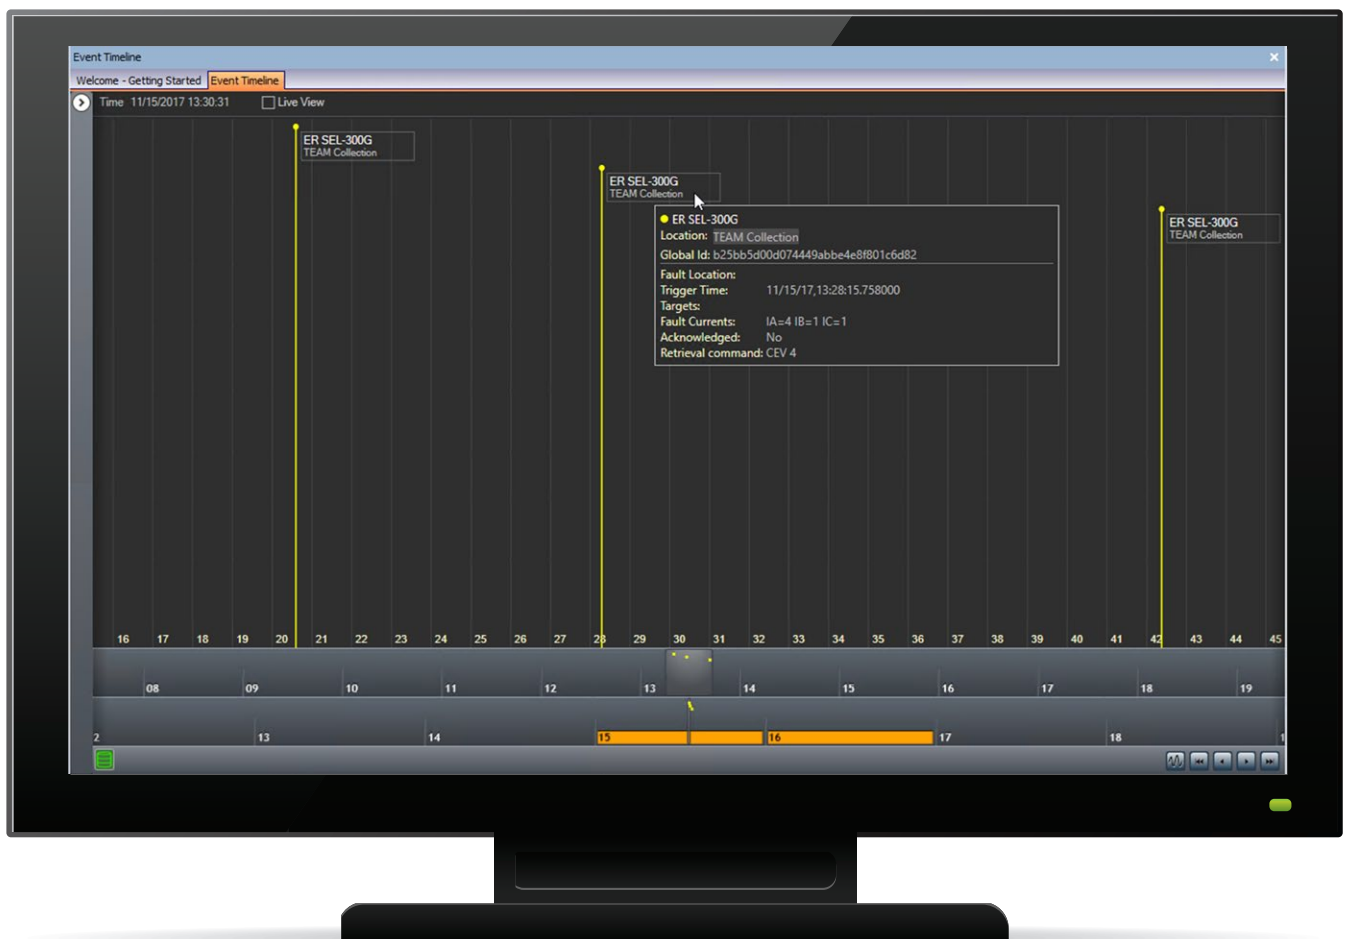 Event Timeline
Welcome - Getting Started Event Timeline
Time 11/15/2017 13:30:31 Live View
ER SEL-300G
TEAM Collection
ER SEL-300G
TEAM Collection
ER SEL-300G
Location: TEAM Collection
Global Id: b25bb5d00d074449abbe4e8f801c6d82
Fault Location:
Trigger Time: 11/15/17,13:28:15.758000
Targets:
Fault Currents: IA=4 IB=1 IC=1
Acknowledged: No
Retrieval command: CEV 4
ER SEL-300G
TEAM Collection
16 17 18 19 20 21 22 23 24 25 26 27 28 29 30 31 32 33 34 35 36 37 38 39 40 41 42 43 44 45
08 09 10 11 12 13 14 15 16 17 18 19
2 13 14 15 16 17 18 1